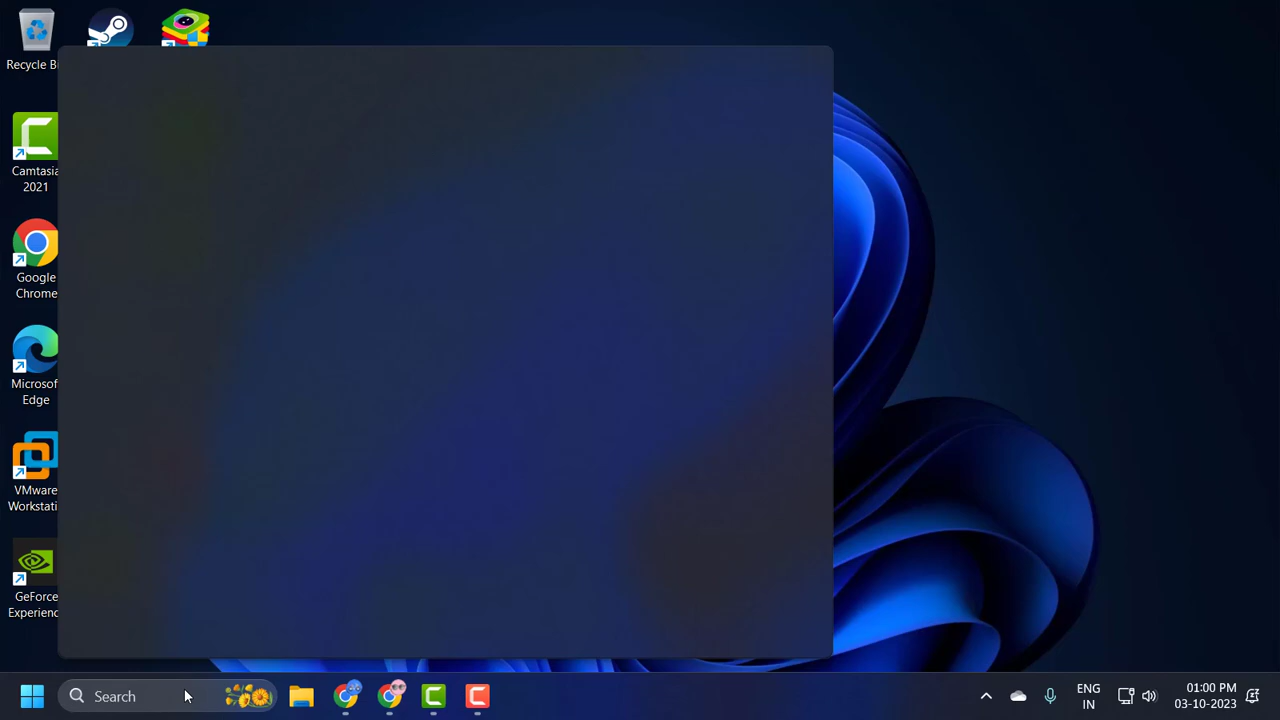 Recycle Bi
Camtasia
2021
Google
Chrome
Microsof
Edge
VMware
Workstati
GeForce
Experienc
Search
ENG
IN
01:00 PM
03-10-2023